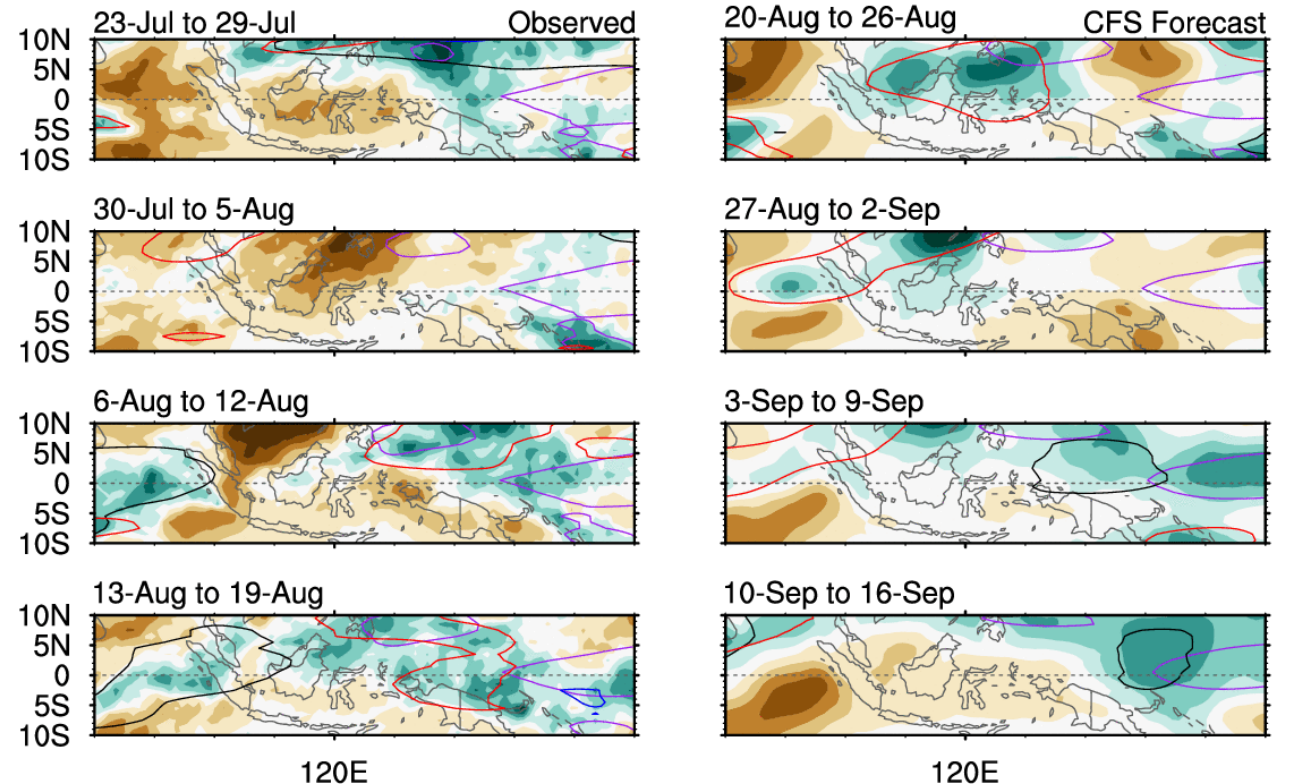 23-Jul to 29-Jul Observed
10N
5N
0
5S
10S
30-Jul to 5-Aug
10N
5N
0
5S
10S
6-Aug to 12-Aug
10N
5N
0
5S
10S
13-Aug to 19-Aug
10N
5N
0
5S
10S
120E
20-Aug to 26-Aug CFS Forecast
27-Aug to 2-Sep
3-Sep to 9-Sep
10-Sep to 16-Sep
120E